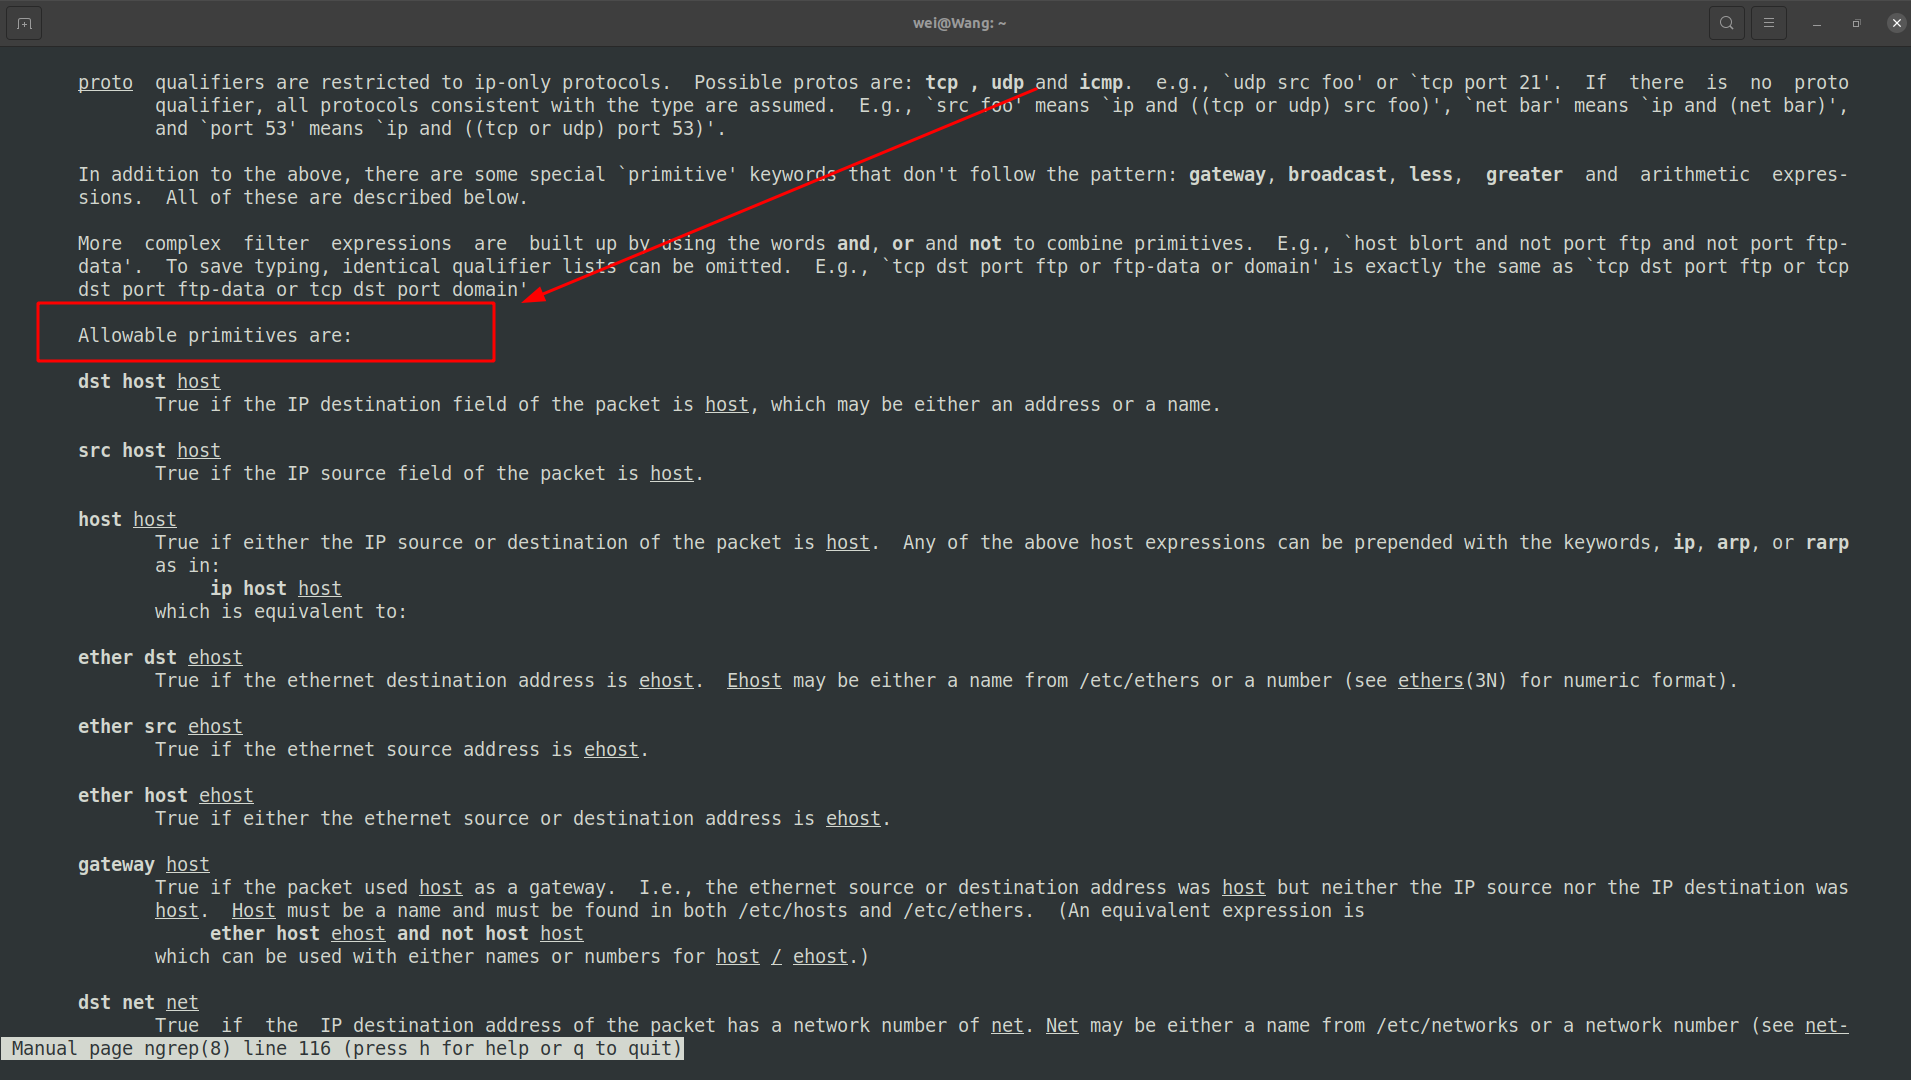 wei@Wang: ~
proto  qualifiers are restricted to ip-only protocols.  Possible protos are: tcp , udp and icmp.  e.g., `udp src foo' or `tcp port 21'.  If  there  is  no  proto
qualifier, all protocols consistent with the type are assumed.  E.g., `src foo' means `ip and ((tcp or udp) src foo)', `net bar' means `ip and (net bar)',
and `port 53' means `ip and ((tcp or udp) port 53)'.
In addition to the above, there are some special `primitive' keywords that don't follow the pattern: gateway, broadcast, less,  greater  and  arithmetic  expres-
sions.  All of these are described below.
More  complex  filter  expressions  are  built up by using the words and, or and not to combine primitives.  E.g., `host blort and not port ftp and not port ftp-
data'.  To save typing, identical qualifier lists can be omitted.  E.g., `tcp dst port ftp or ftp-data or domain' is exactly the same as `tcp dst port ftp or tcp
dst port ftp-data or tcp dst port domain'
Allowable primitives are:
dst host host
True if the IP destination field of the packet is host, which may be either an address or a name.
src host host
True if the IP source field of the packet is host.
host host
True if either the IP source or destination of the packet is host.  Any of the above host expressions can be prepended with the keywords, ip, arp, or rarp
as in:
ip host host
which is equivalent to:
ether dst ehost
True if the ethernet destination address is ehost.  Ehost may be either a name from /etc/ethers or a number (see ethers(3N) for numeric format).
ether src ehost
True if the ethernet source address is ehost.
ether host ehost
True if either the ethernet source or destination address is ehost.
gateway host
True if the packet used host as a gateway.  I.e., the ethernet source or destination address was host but neither the IP source nor the IP destination was
host.  Host must be a name and must be found in both /etc/hosts and /etc/ethers.  (An equivalent expression is
ether host ehost and not host host
which can be used with either names or numbers for host / ehost.)
dst net net
True  if  the  IP destination address of the packet has a network number of net. Net may be either a name from /etc/networks or a network number (see net-
Manual page ngrep(8) line 116 (press h for help or q to quit)